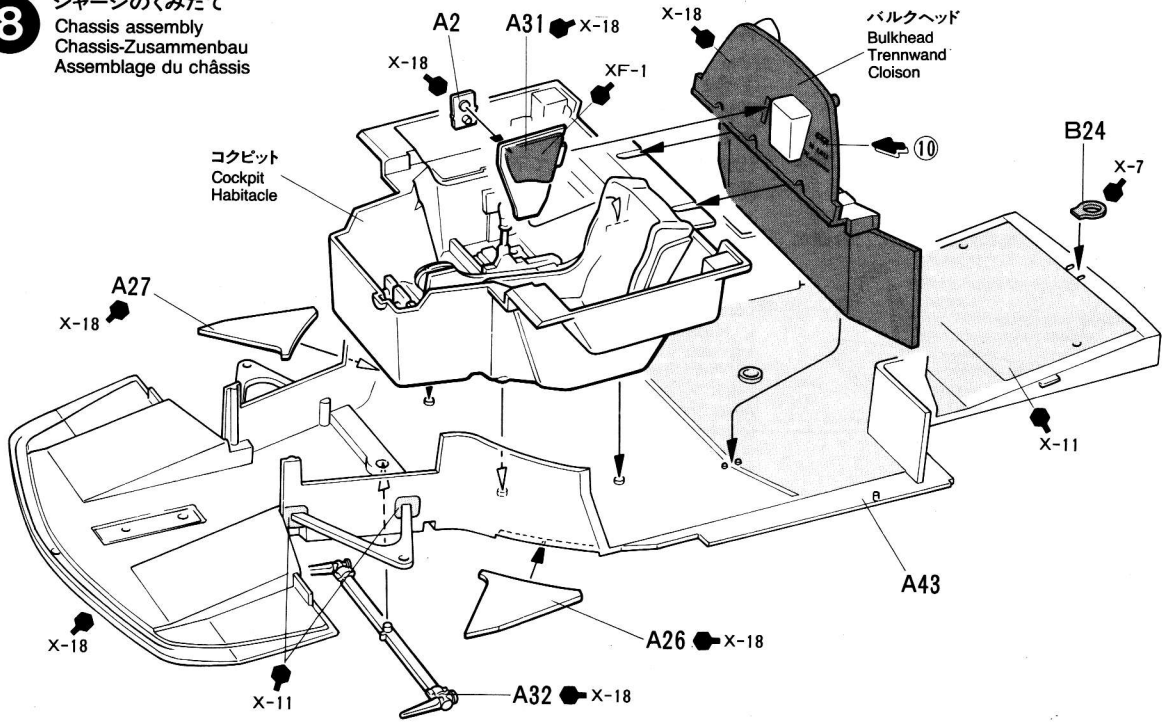 8
シャーシのくみたて
Chassis assembly
Chassis-Zusammenbau
Assemblage du châssis
A2
X-18
A31 X-18
XF-1
X-18
バルクヘッド
Bulkhead
Trennwand
Cloison
⑩
B24
X-7
コクピット
Cockpit
Habitacle
A27
X-18
X-11
A43
X-18
X-11
A26 X-18
A32 X-18